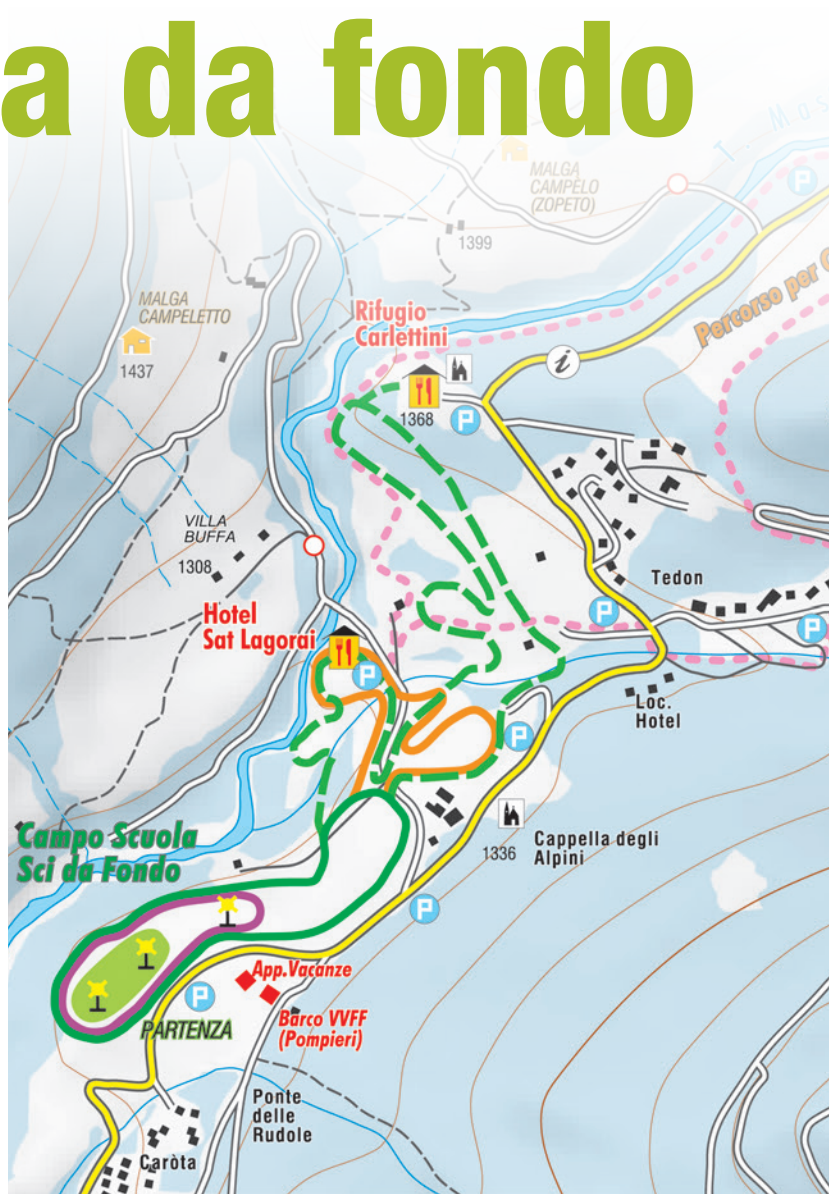 a da fondo
T. Mas
P
MALGA
CAMPELO
(ZOPETO)
1399
MALGA
CAMPELETTO
1437
Rifugio
Carlettini
Percorso per
i
1368
P
VILLA
BUFFA
1308
Tedon
Hotel
Sat Lagorai
P
P
P
Loc.
Hotel
P
Campo Scuola
Sci da Fondo
1336
Cappella degli
Alpini
P
App.Vacanze
P
PARTENZA
Barco VVFF
(Pompieri)
Ponte
delle
Rudole
Caròta